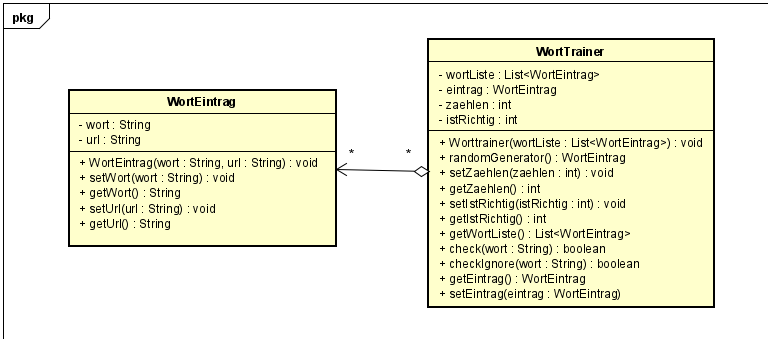 pkg
WortEintrag
- wort : String
- url : String
+ WortEintrag(wort : String, url : String) : void
+ setWort(wort : String) : void
+ getWort() : String
+ setUrl(url : String) : void
+ getUrl() : String
*
*
WortTrainer
- wortListe : List<WortEintrag>
- eintrag : WortEintrag
- zaehlen : int
- istRichtig : int
+ Worttrainer(wortListe : List<WortEintrag>) : void
+ randomGenerator() : WortEintrag
+ setZaehlen(zaehlen : int) : void
+ getZaehlen() : int
+ setIstRichtig(istRichtig : int) : void
+ getIstRichtig() : int
+ getWortListe() : List<WortEintrag>
+ check(wort : String) : boolean
+ checkIgnore(wort : String) : boolean
+ getEintrag() : WortEintrag
+ setEintrag(eintrag : WortEintrag)